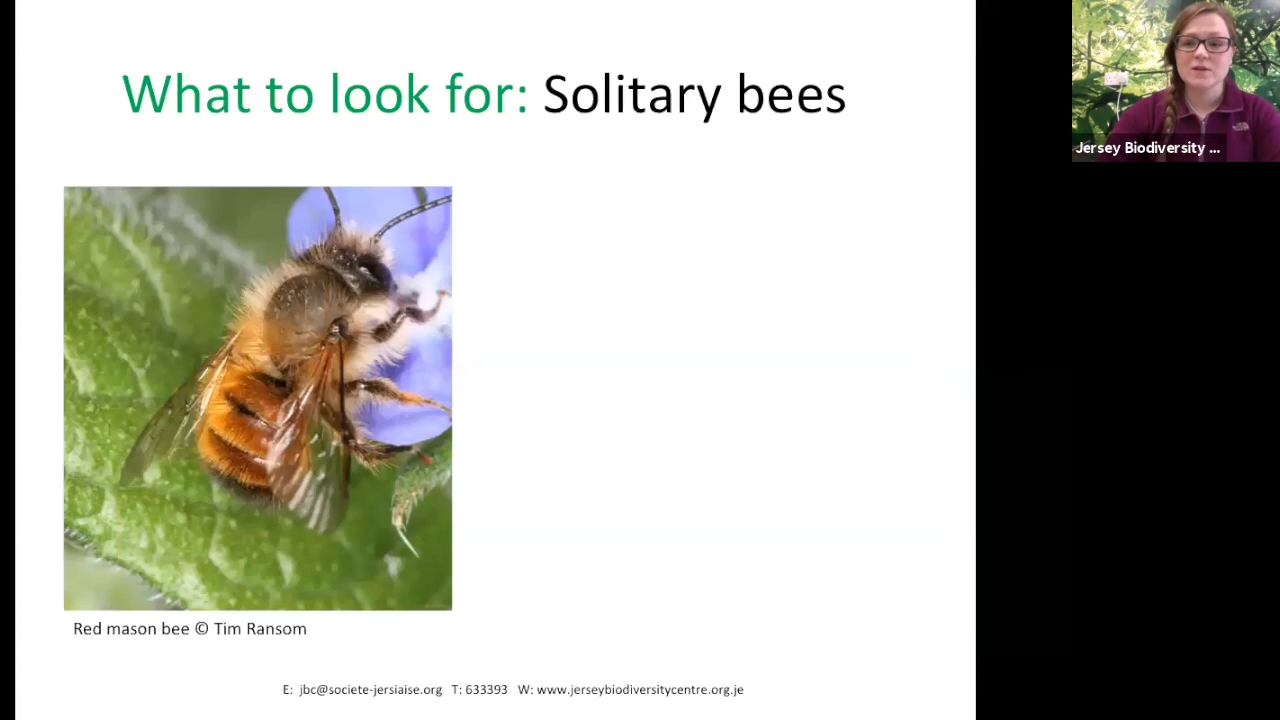 What to look for: Solitary bees
Jersey Biodiversity ...
Red mason bee © Tim Ransom
E: jbc@societe-jersiaise.org T: 633393 W: www.jerseybiodiversitycentre.org.je